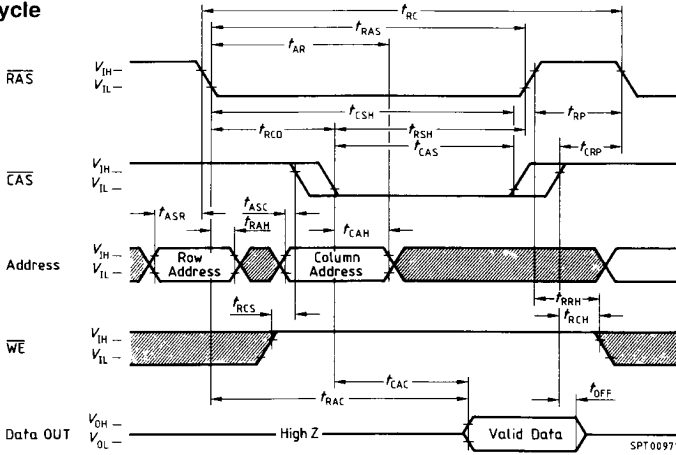 ycle
tRC
tRAS
tAR
RAS
VIH
VIL
tCSH
tRP
tRCD
tRSH
tCAS
tCRP
CAS
VIH
VIL
tASR
tASC
tRAH
tCAH
Address
VIH
VIL
Row
Address
Column
Address
tRRH
tRCS
tRCH
WE
VIH
VIL
tCAC
tRAC
tOFF
Data OUT
VOH
VOL
High Z
Valid Data
SPT0097